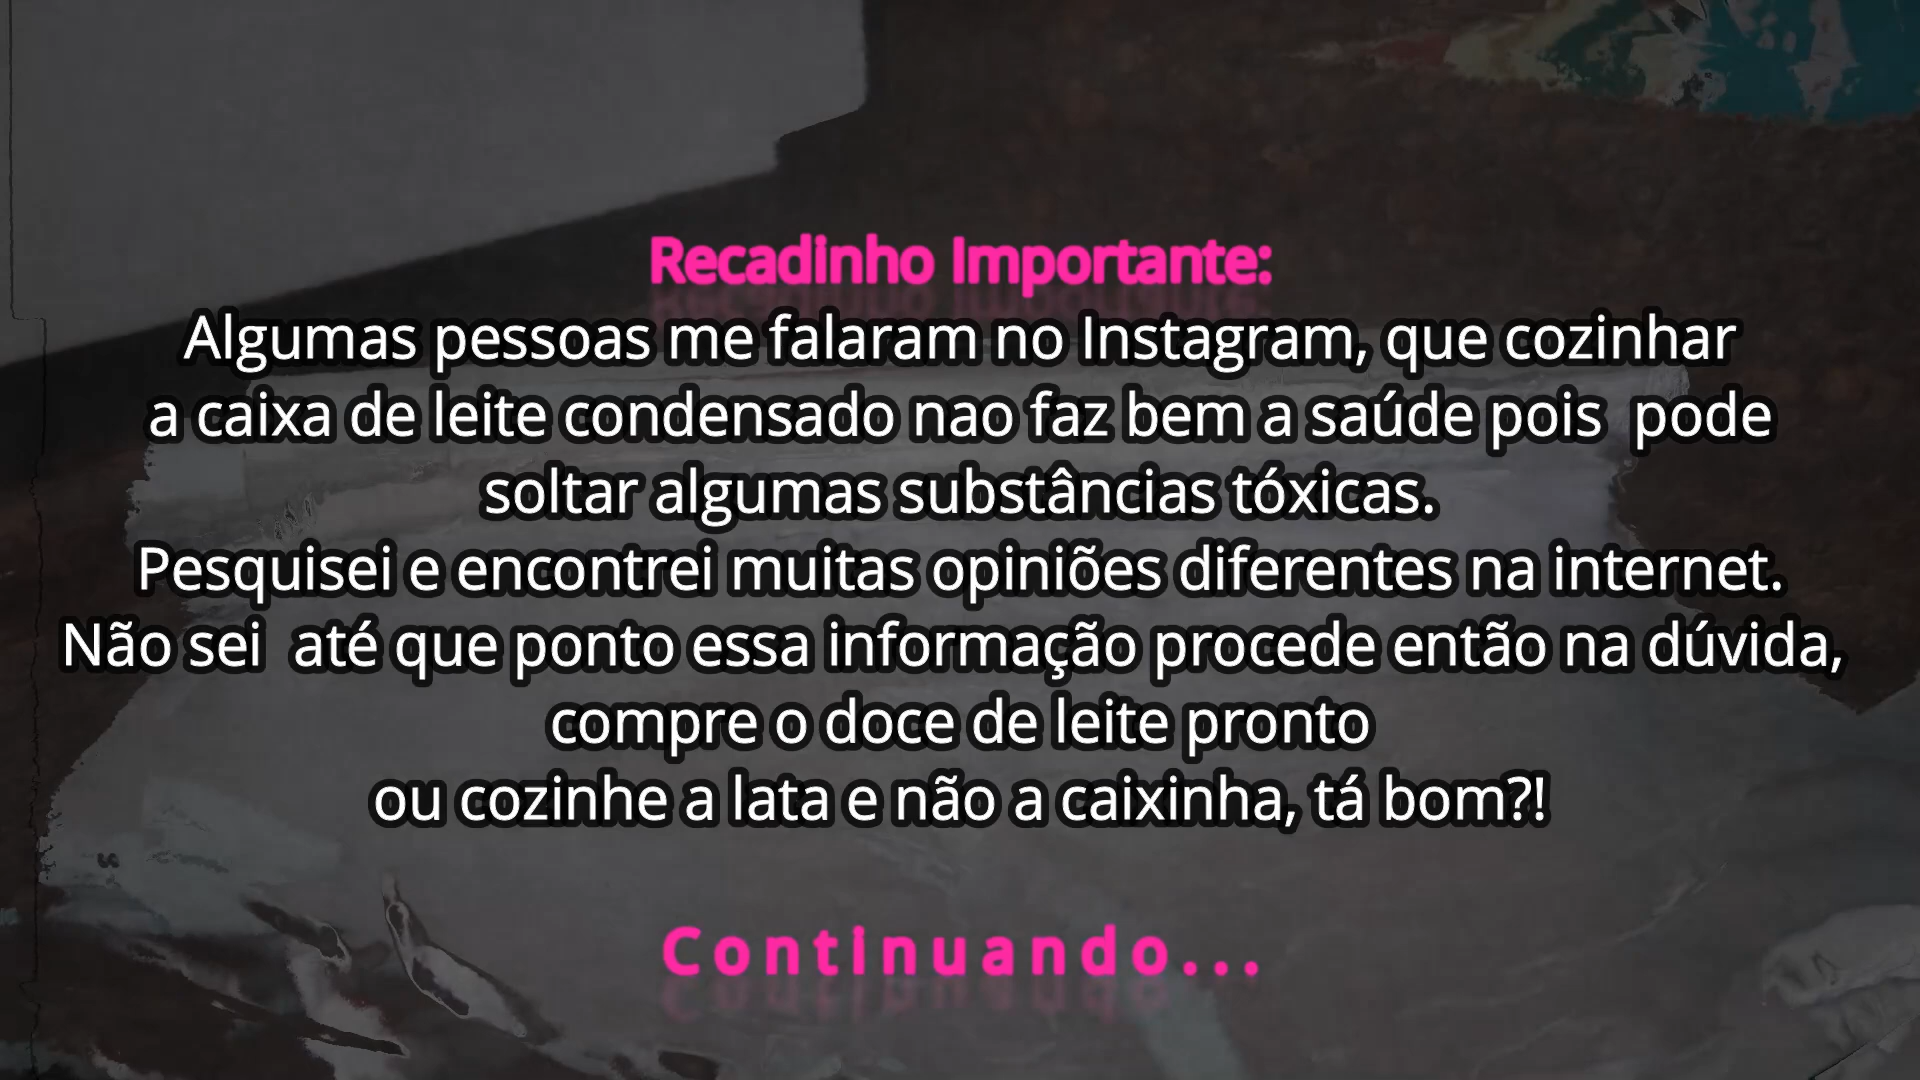 Recadinho Importante:
Algumas pessoas me falaram no Instagram, que cozinhar
a caixa de leite condensado nao faz bem a saúde pois  pode
soltar algumas substâncias tóxicas.
Pesquisei e encontrei muitas opiniões diferentes na internet.
Não sei  até que ponto essa informação procede então na dúvida,
compre o doce de leite pronto
ou cozinhe a lata e não a caixinha, tá bom?!
Continuando...